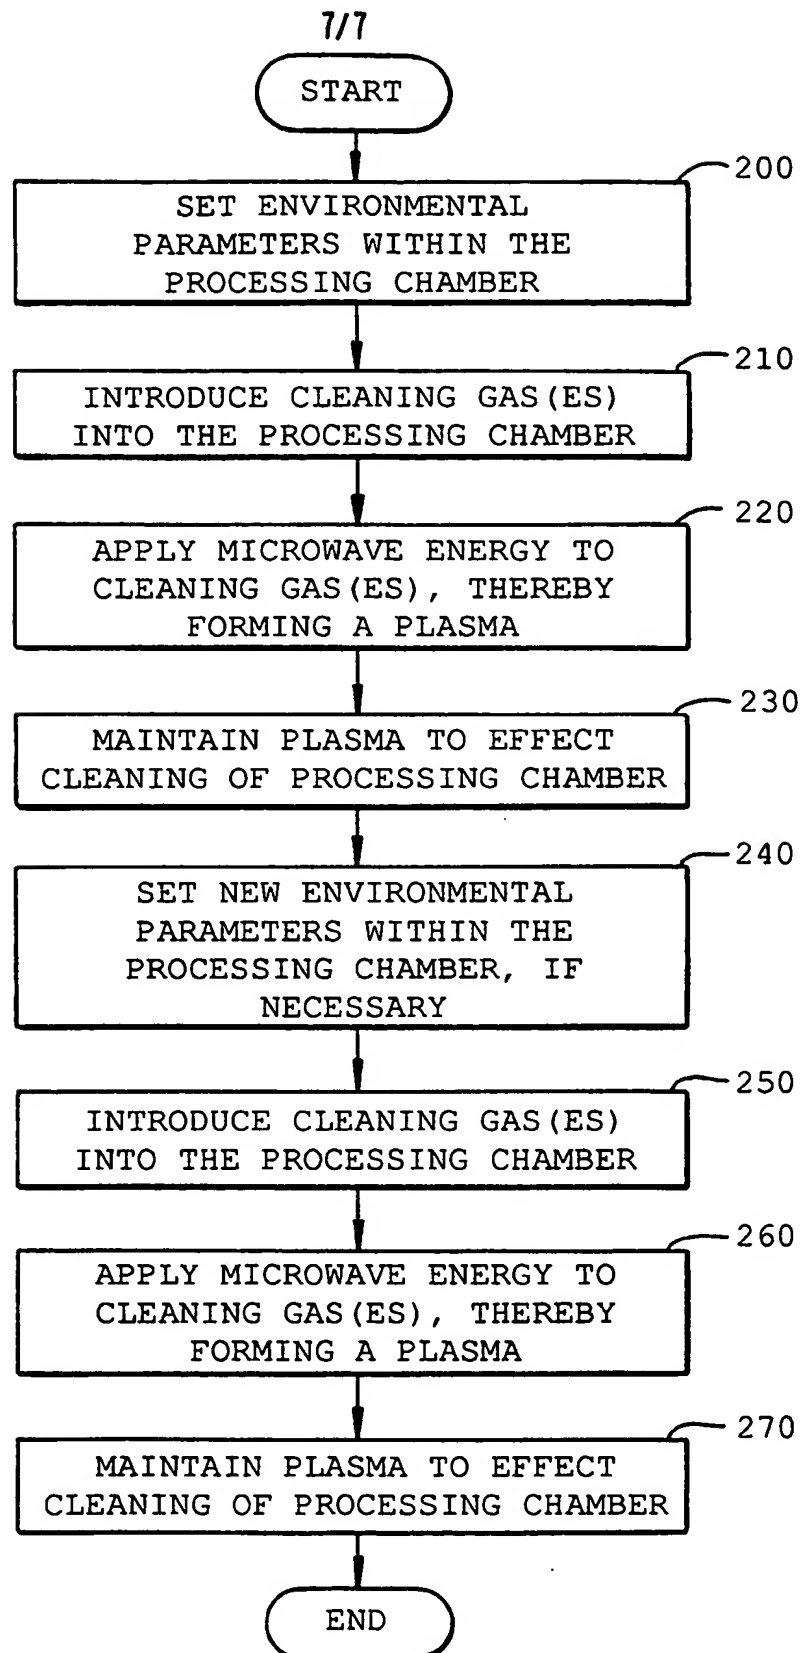 7/7
START
200
SET ENVIRONMENTAL
PARAMETERS WITHIN THE
PROCESSING CHAMBER
210
INTRODUCE CLEANING GAS(ES)
INTO THE PROCESSING CHAMBER
220
APPLY MICROWAVE ENERGY TO
CLEANING GAS(ES), THEREBY
FORMING A PLASMA
230
MAINTAIN PLASMA TO EFFECT
CLEANING OF PROCESSING CHAMBER
240
SET NEW ENVIRONMENTAL
PARAMETERS WITHIN THE
PROCESSING CHAMBER, IF
NECESSARY
250
INTRODUCE CLEANING GAS(ES)
INTO THE PROCESSING CHAMBER
260
APPLY MICROWAVE ENERGY TO
CLEANING GAS(ES), THEREBY
FORMING A PLASMA
270
MAINTAIN PLASMA TO EFFECT
CLEANING OF PROCESSING CHAMBER
END